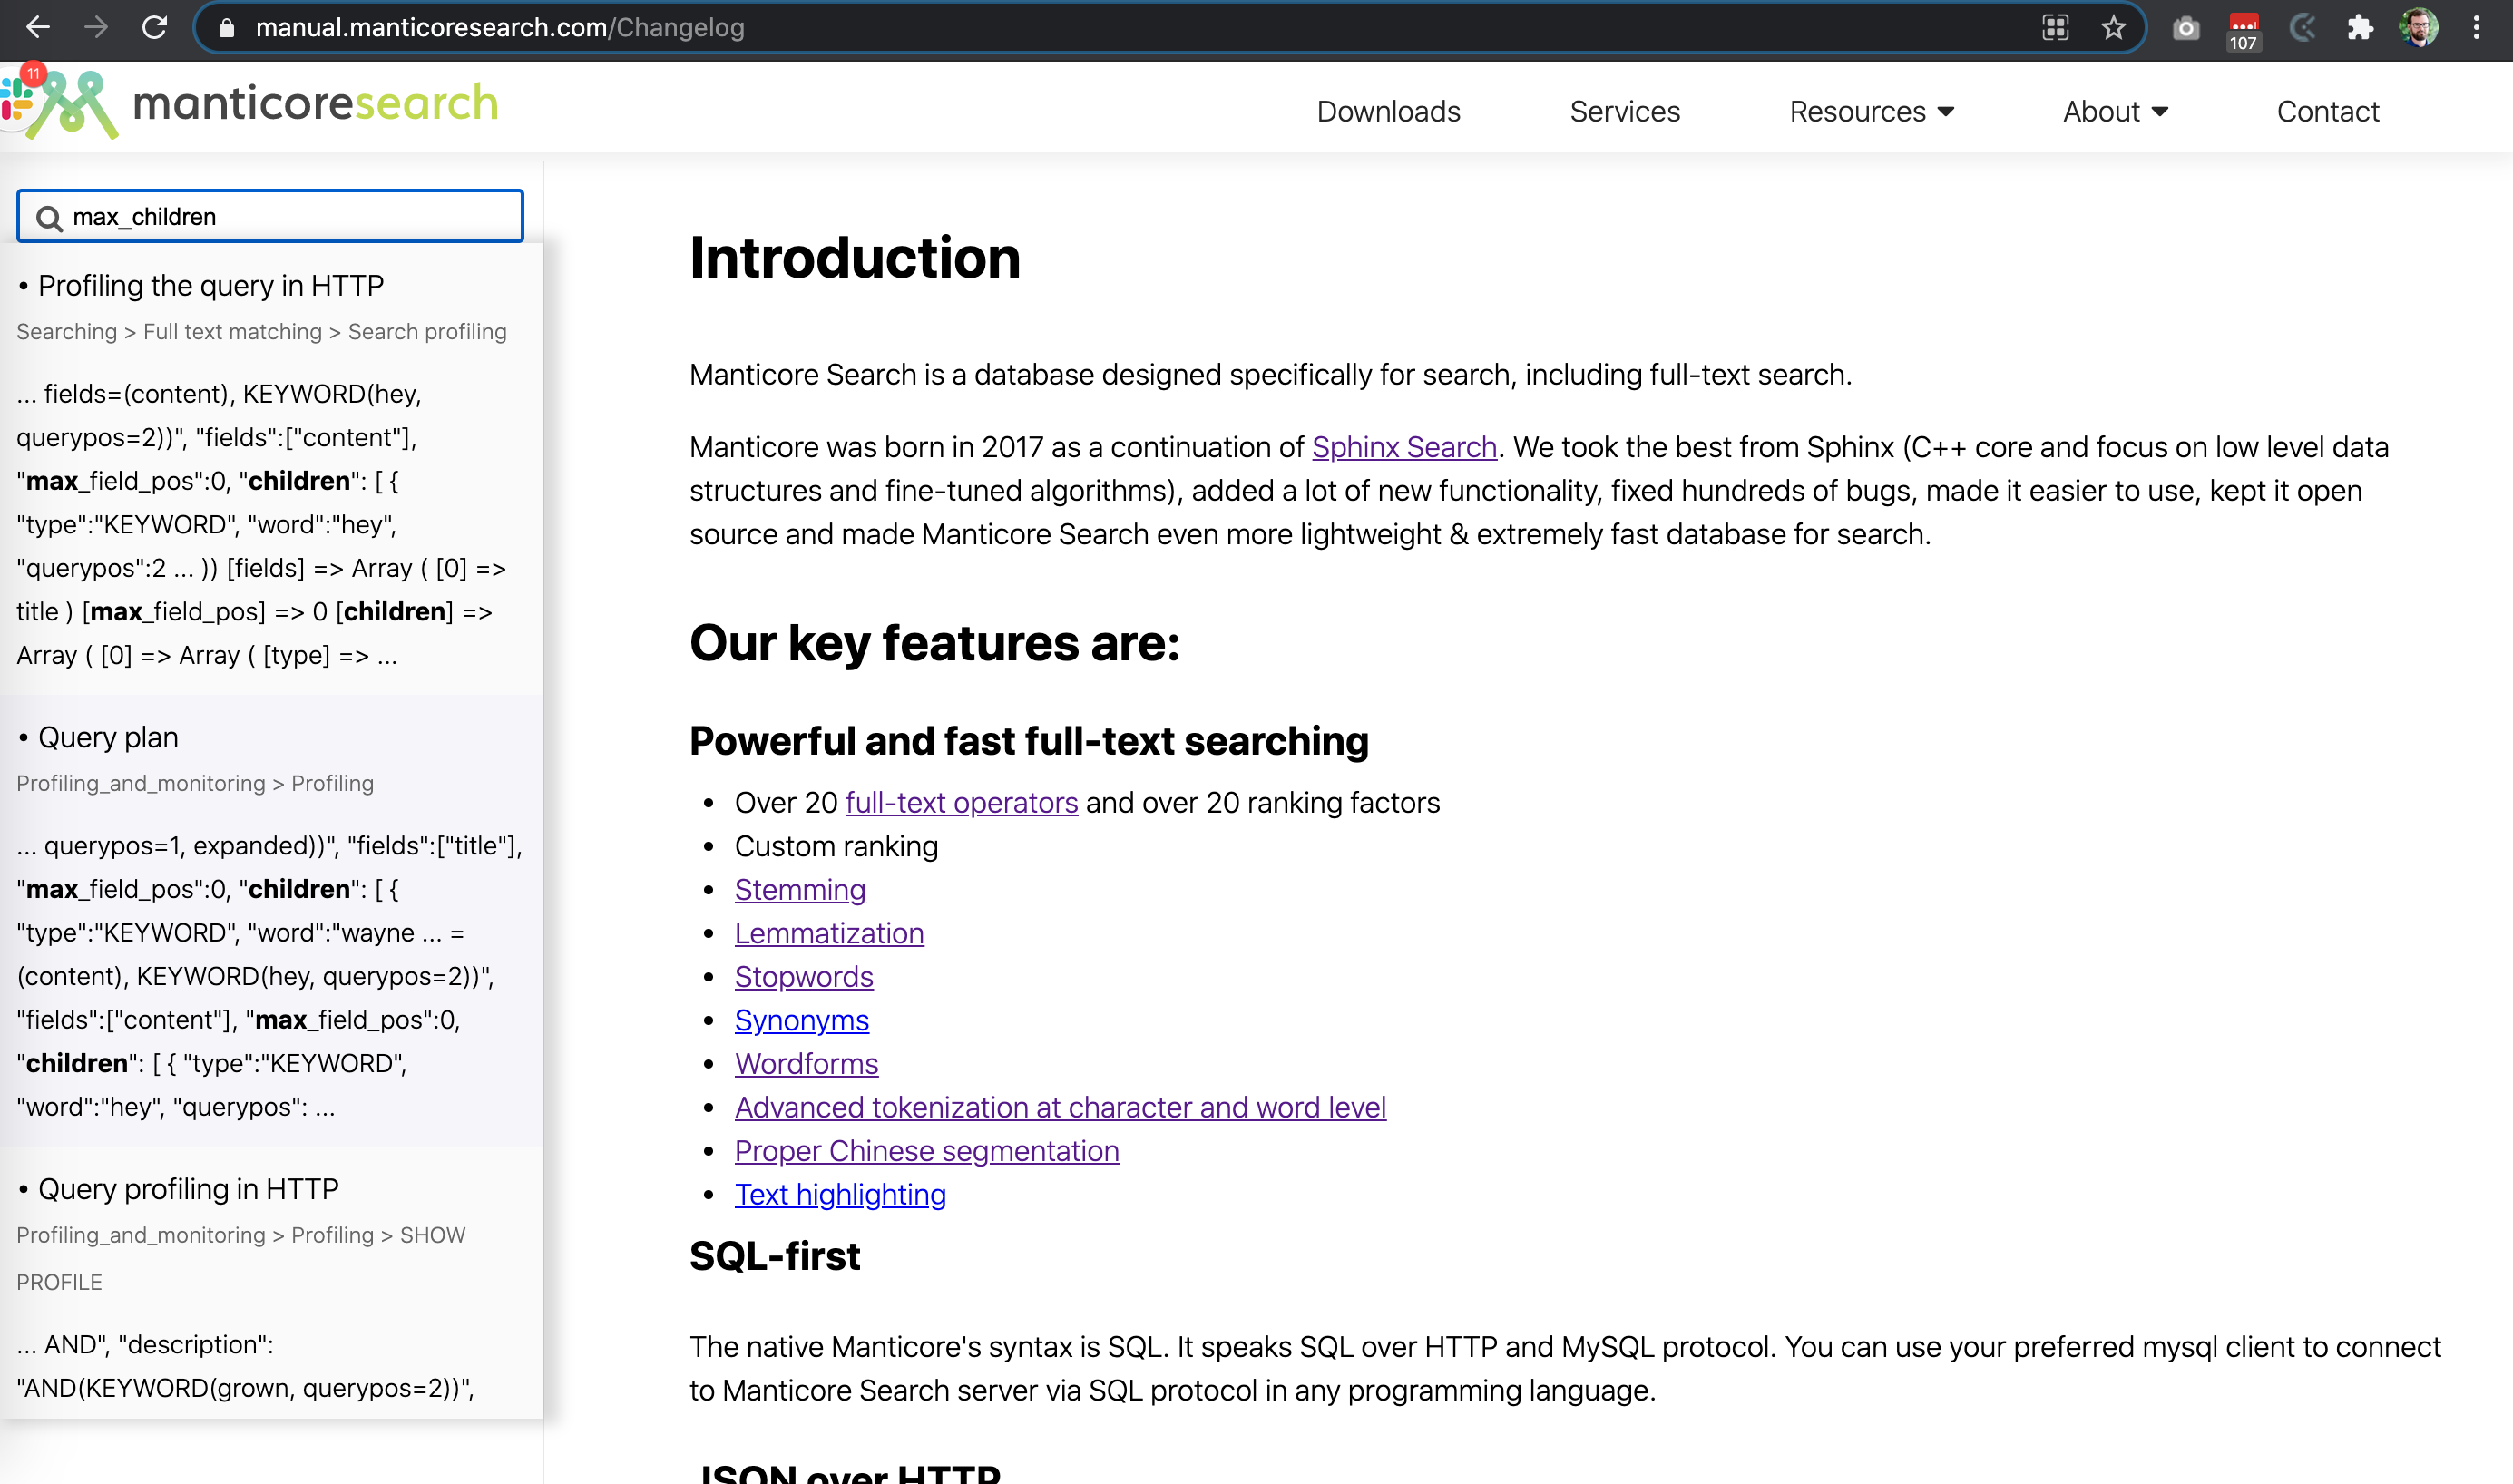 manual.manticoresearch.com/Changelog
107
11
manticoresearch
Downloads
Services
Resources
About
Contact
max_children
• Profiling the query in HTTP
Searching > Full text matching > Search profiling
... fields=(content), KEYWORD(hey,
querypos=2))", "fields":["content"],
"max_field_pos":0, "children": [ {
"type":"KEYWORD", "word":"hey",
"querypos":2 ... )) [fields] => Array ( [0] =>
title ) [max_field_pos] => 0 [children] =>
Array ( [0] => Array ( [type] => ...
• Query plan
Profiling_and_monitoring > Profiling
... querypos=1, expanded))", "fields":["title"],
"max_field_pos":0, "children": [ {
"type":"KEYWORD", "word":"wayne ... =
(content), KEYWORD(hey, querypos=2))",
"fields":["content"], "max_field_pos":0,
"children": [ { "type":"KEYWORD",
"word":"hey", "querypos": ...
• Query profiling in HTTP
Profiling_and_monitoring > Profiling > SHOW
PROFILE
... AND", "description":
"AND(KEYWORD(grown, querypos=2))",
Introduction
Manticore Search is a database designed specifically for search, including full-text search.
Manticore was born in 2017 as a continuation of Sphinx Search. We took the best from Sphinx (C++ core and focus on low level data
structures and fine-tuned algorithms), added a lot of new functionality, fixed hundreds of bugs, made it easier to use, kept it open
source and made Manticore Search even more lightweight & extremely fast database for search.
Our key features are:
Powerful and fast full-text searching
• Over 20 full-text operators and over 20 ranking factors
• Custom ranking
• Stemming
• Lemmatization
• Stopwords
• Synonyms
• Wordforms
• Advanced tokenization at character and word level
• Proper Chinese segmentation
• Text highlighting
SQL-first
The native Manticore's syntax is SQL. It speaks SQL over HTTP and MySQL protocol. You can use your preferred mysql client to connect
to Manticore Search server via SQL protocol in any programming language.
JSON over HTTP